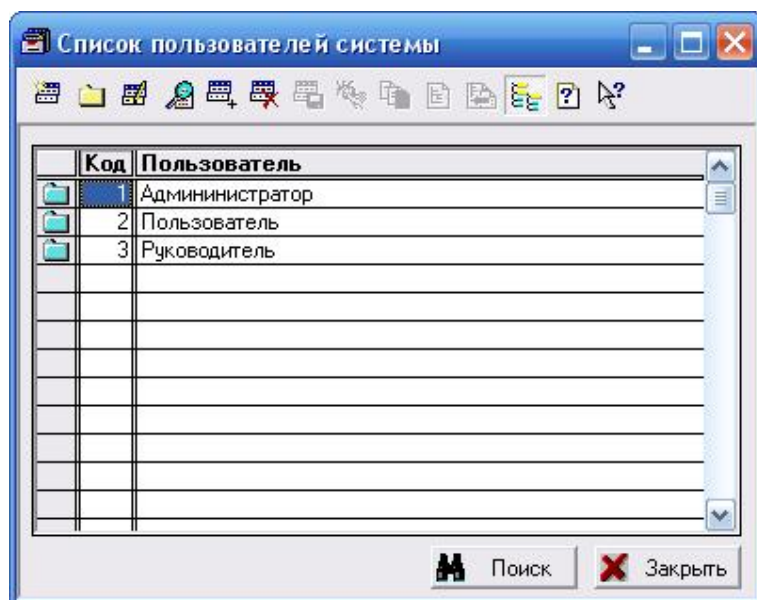 Список пользователей системы
Код Пользователь
1 Админинистратор
2 Пользователь
3 Руководитель
Поиск Закрыть